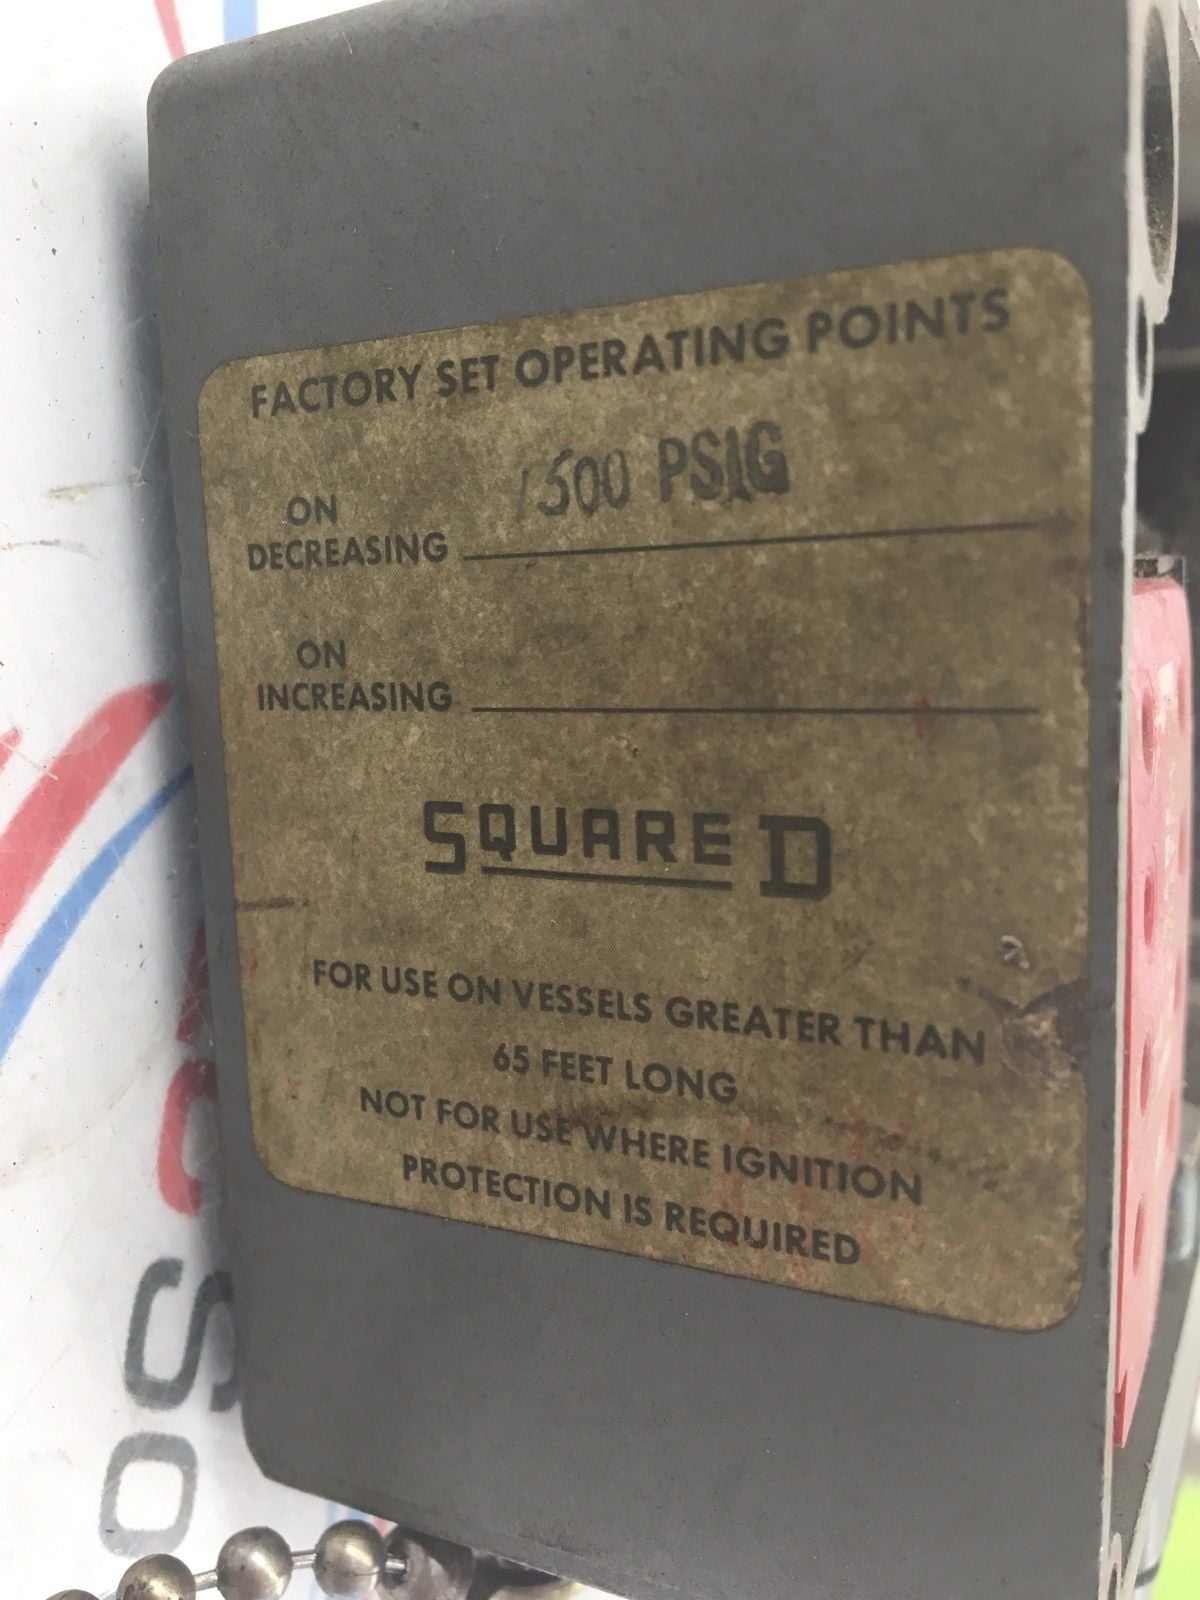 FACTORY SET OPERATING POINTS
1500 PSIG
ON
DECREASING
ON
INCREASING
SQUARE D
FOR USE ON VESSELS GREATER THAN
65 FEET LONG
NOT FOR USE WHERE IGNITION
PROTECTION IS REQUIRED
SO